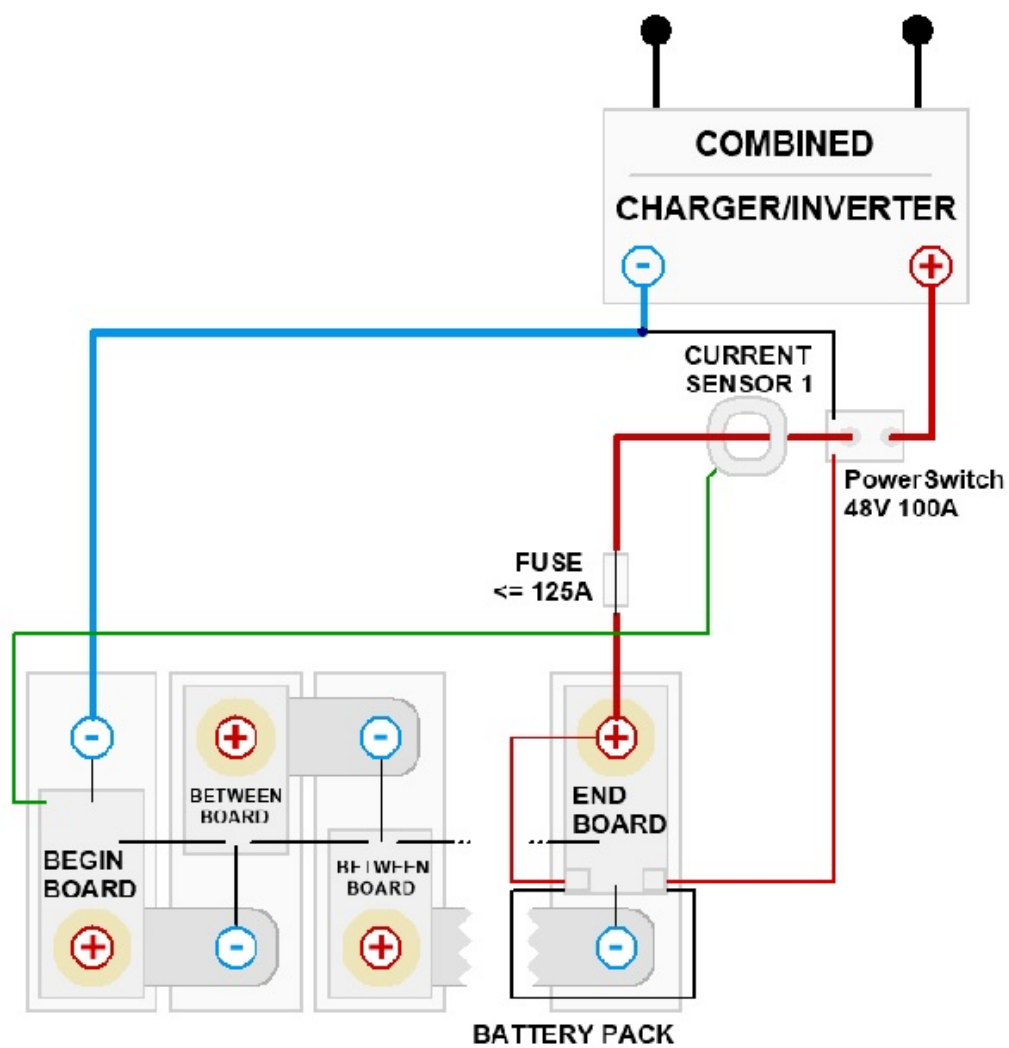 COMBINED
CHARGER/INVERTER
-
+
CURRENT
SENSOR 1
PowerSwitch
48V 100A
FUSE
<= 125A
-
+
-
+
BETWEEN
BOARD
END
BOARD
BEGIN
BOARD
BETWEEN
BOARD
+
-
+
-
BATTERY PACK